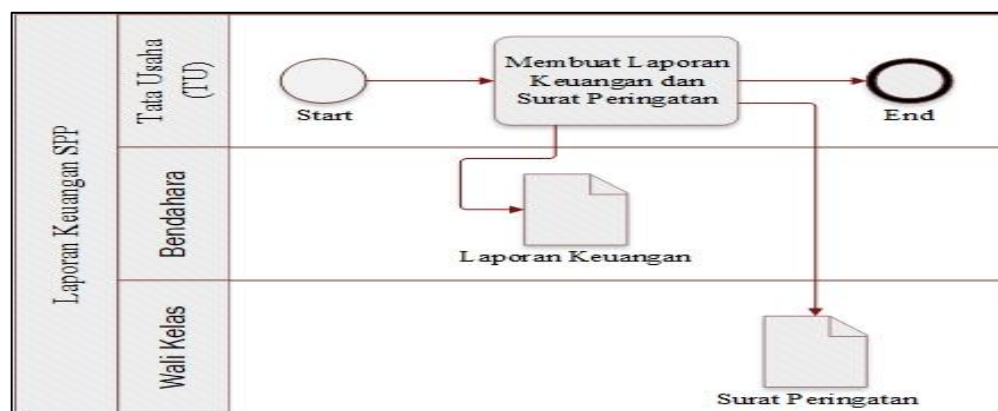 Laporan Keuangan SPP
Tata Usaha
(TU)
Start
Membuat Laporan
Keuangan dan
Surat Peringatan
End
Bendahara
Laporan Keuangan
Wali Kelas
Surat Peringatan